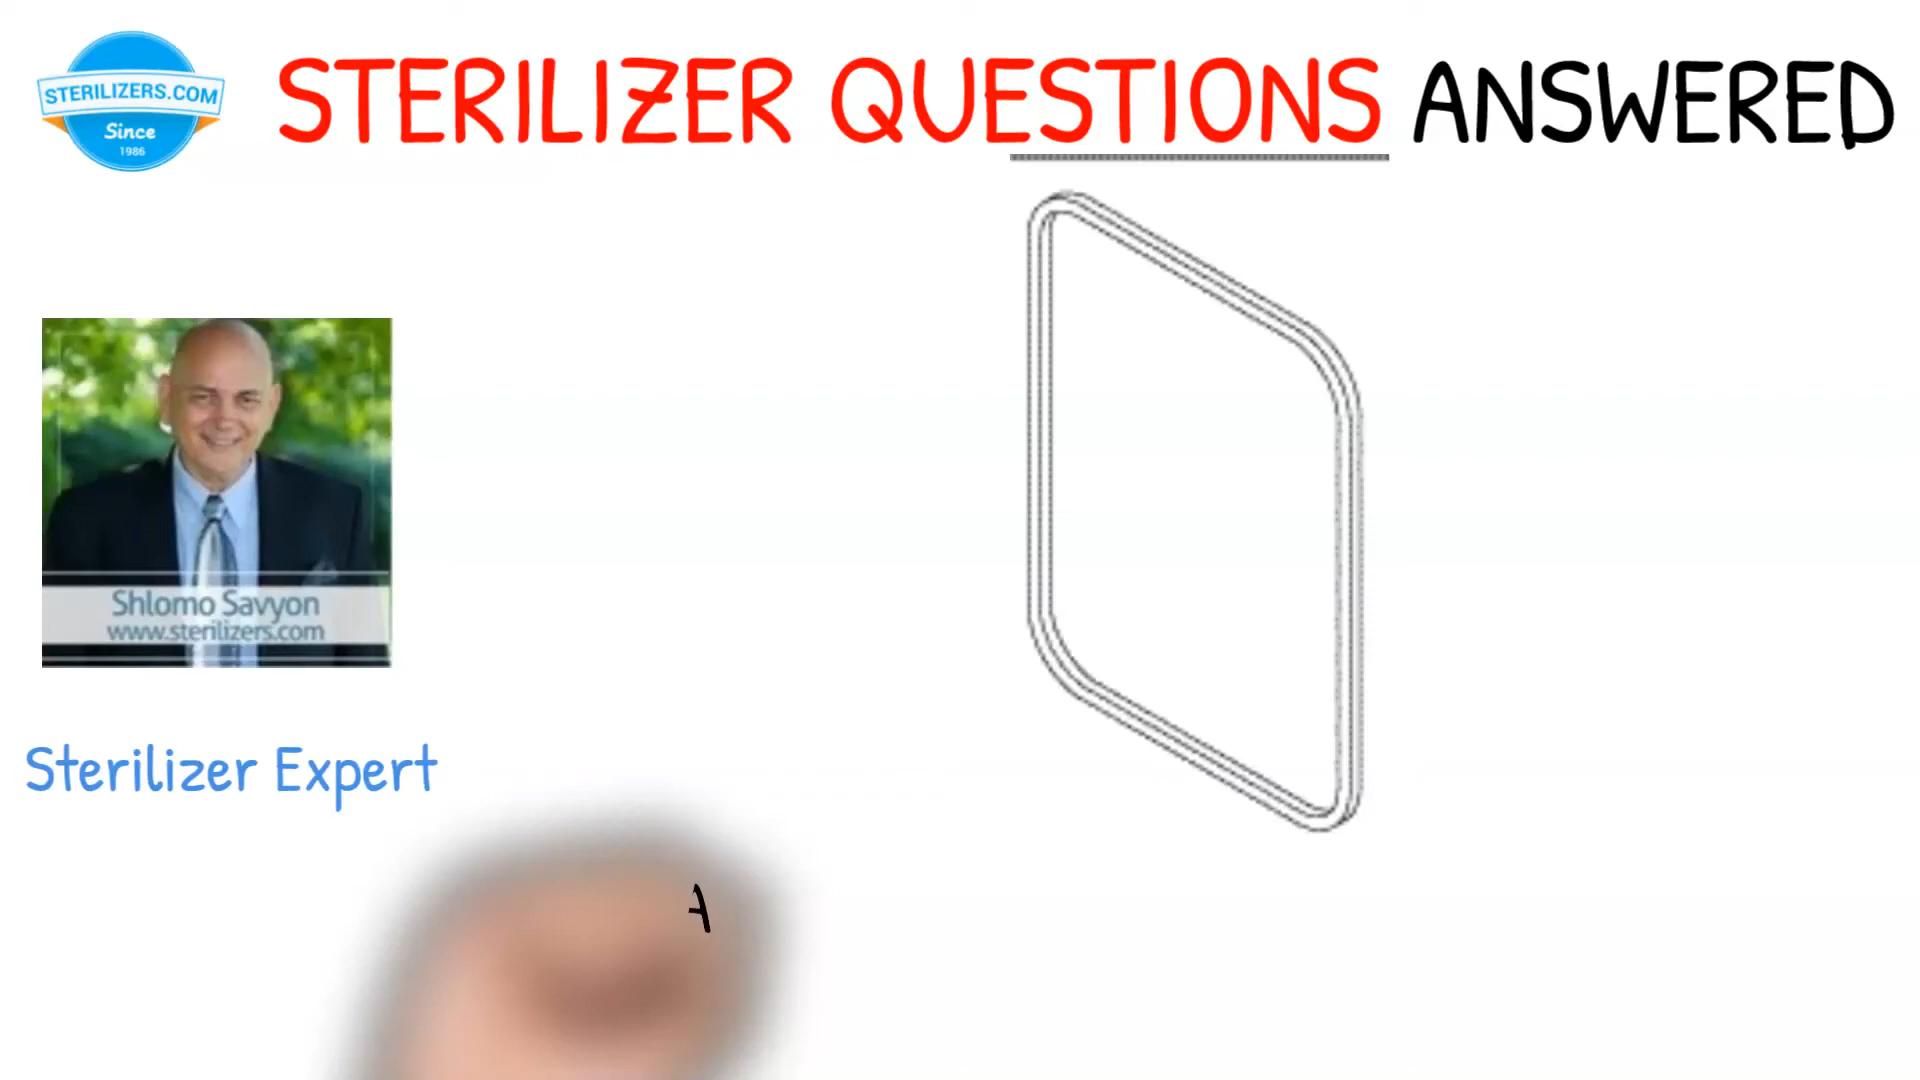 STERILIZERS.COM
Since
1986
STERILIZER QUESTIONS ANSWERED
Shlomo Savyon
www.sterilizers.com
Sterilizer Expert